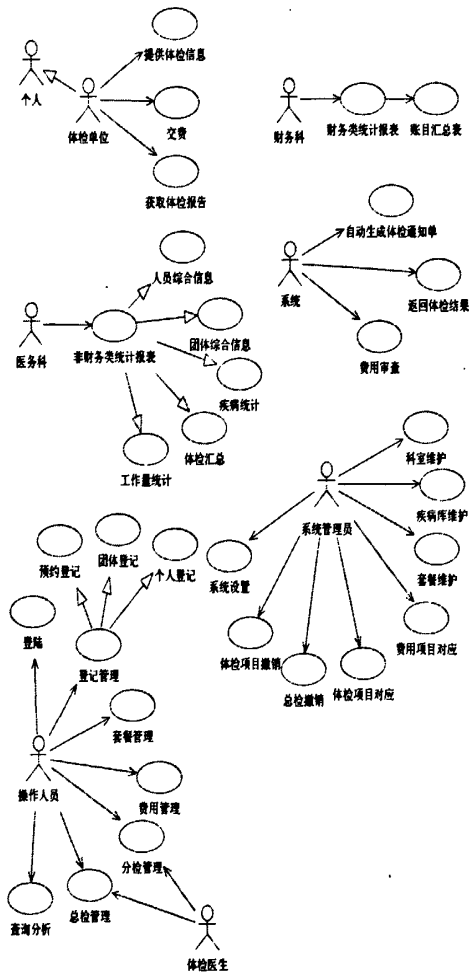 提供体检信息
个人
体检单位
交费
获取体检报告
财务科
财务类统计报表
账目汇总表
自动生成体检通知单
系统
返回体检结果
费用审查
人员综合信息
团体综合信息
医务科
非财务类统计报表
疾病统计
体检汇总
工作量统计
科室维护
疾病库维护
系统管理员
套餐维护
系统设置
费用项目对应
体检项目撤销
总检撤销
体检项目对应
团体登记
预约登记
个人登记
登陆
登记管理
套餐管理
操作人员
费用管理
分检管理
总检管理
查询分析
体检医生